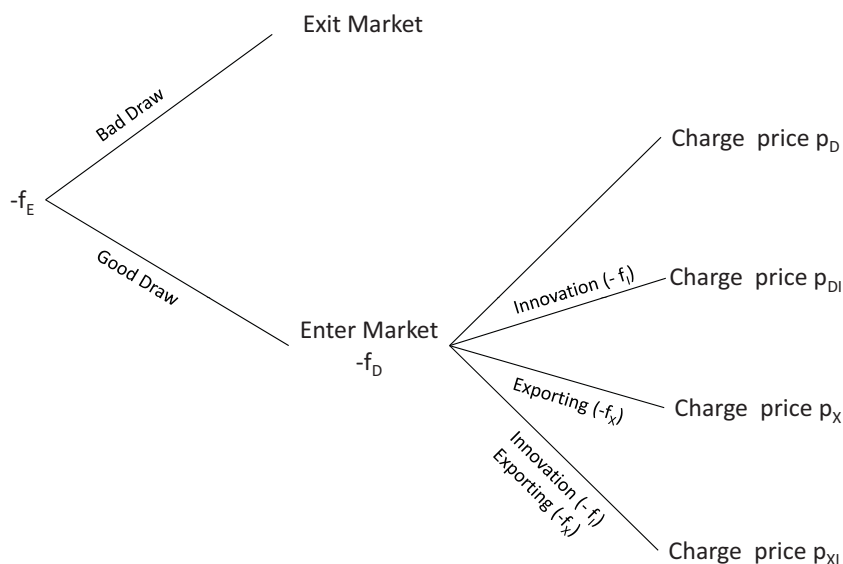 Exit Market
Bad Draw
Charge price p_D
-f_E
Good Draw
Innovation (- f_I)
Charge price p_DI
Enter Market
-f_D
Exporting (-f_X)
Charge price p_X
Innovation (- f_I)
Exporting (-f_X)
Charge price p_XI